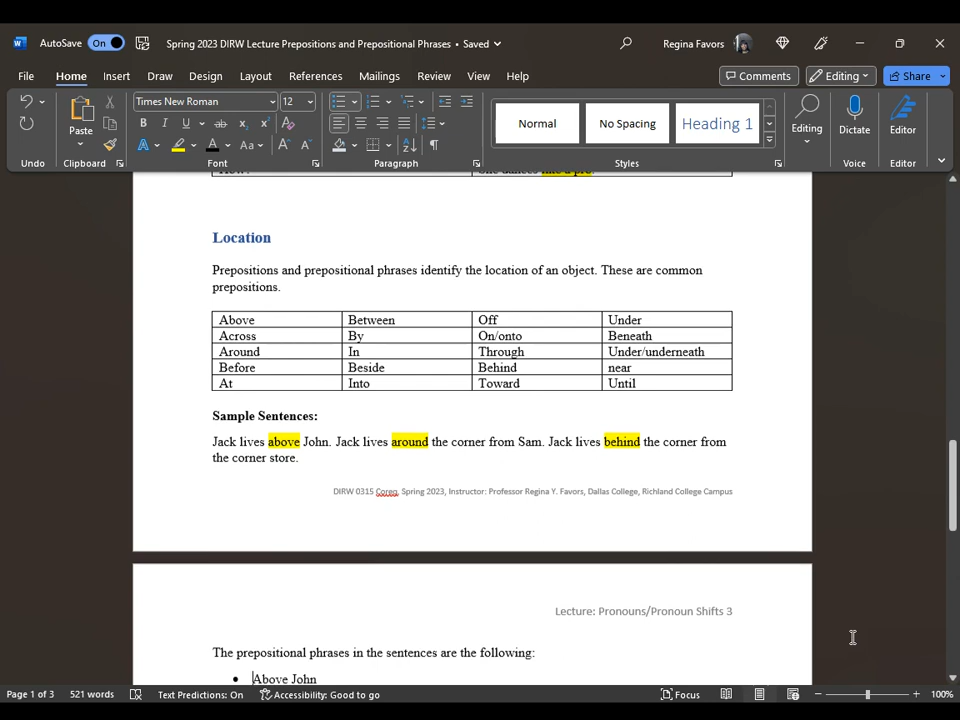 AutoSave On Spring 2023 DIRW Lecture Prepositions and Prepositional Phrases • Saved Regina Favors
File Home Insert Draw Design Layout References Mailings Review View Help Comments Editing Share
Times New Roman 12
Paste Normal No Spacing Heading 1 Editing Dictate Editor
Undo Clipboard Font Paragraph Styles Voice Editor
How? She dances like a pro.
Location
Prepositions and prepositional phrases identify the location of an object. These are common
prepositions.
Above Between Off Under
Across By On/onto Beneath
Around In Through Under/underneath
Before Beside Behind near
At Into Toward Until
Sample Sentences:
Jack lives above John. Jack lives around the corner from Sam. Jack lives behind the corner from
the corner store.
DIRW 0315 Coreq, Spring 2023, Instructor: Professor Regina Y. Favors, Dallas College, Richland College Campus
Lecture: Pronouns/Pronoun Shifts 3
The prepositional phrases in the sentences are the following:
• Above John
Page 1 of 3 521 words Text Predictions: On Accessibility: Good to go Focus 100%